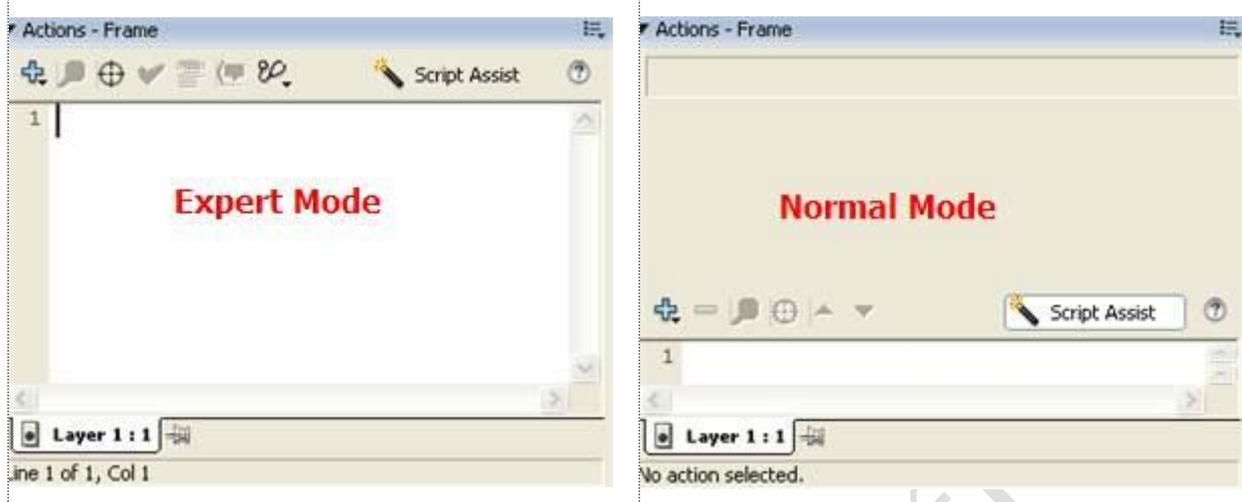 Actions - Frame
Script Assist
1
Expert Mode
Layer 1 : 1
Line 1 of 1, Col 1
Actions - Frame
Normal Mode
Script Assist
1
Layer 1 : 1
No action selected.